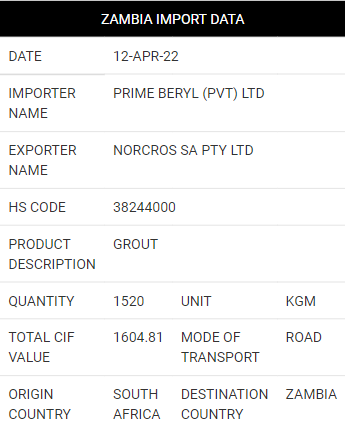 ZAMBIA IMPORT DATA
DATE 12-APR-22
IMPORTER NAME PRIME BERYL (PVT) LTD
EXPORTER NAME NORCROS SA PTY LTD
HS CODE 38244000
PRODUCT DESCRIPTION GROUT
QUANTITY 1520 UNIT KGM
TOTAL CIF VALUE 1604.81 MODE OF TRANSPORT ROAD
ORIGIN COUNTRY SOUTH AFRICA DESTINATION COUNTRY ZAMBIA